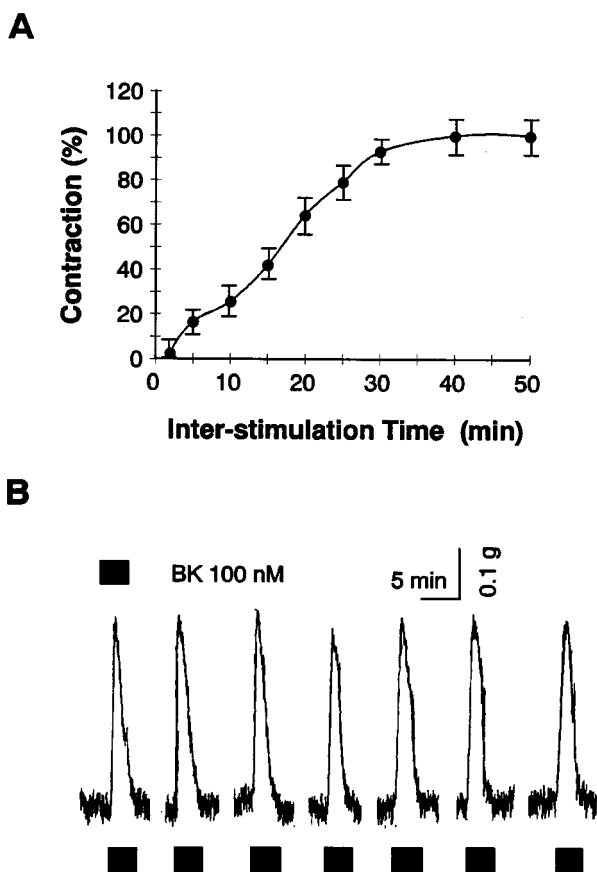 A
120
100
80
60
40
20
0
Contraction (%)
0 10 20 30 40 50
Inter-stimulation Time (min)
B
BK 100 nM
5 min
0.1 g